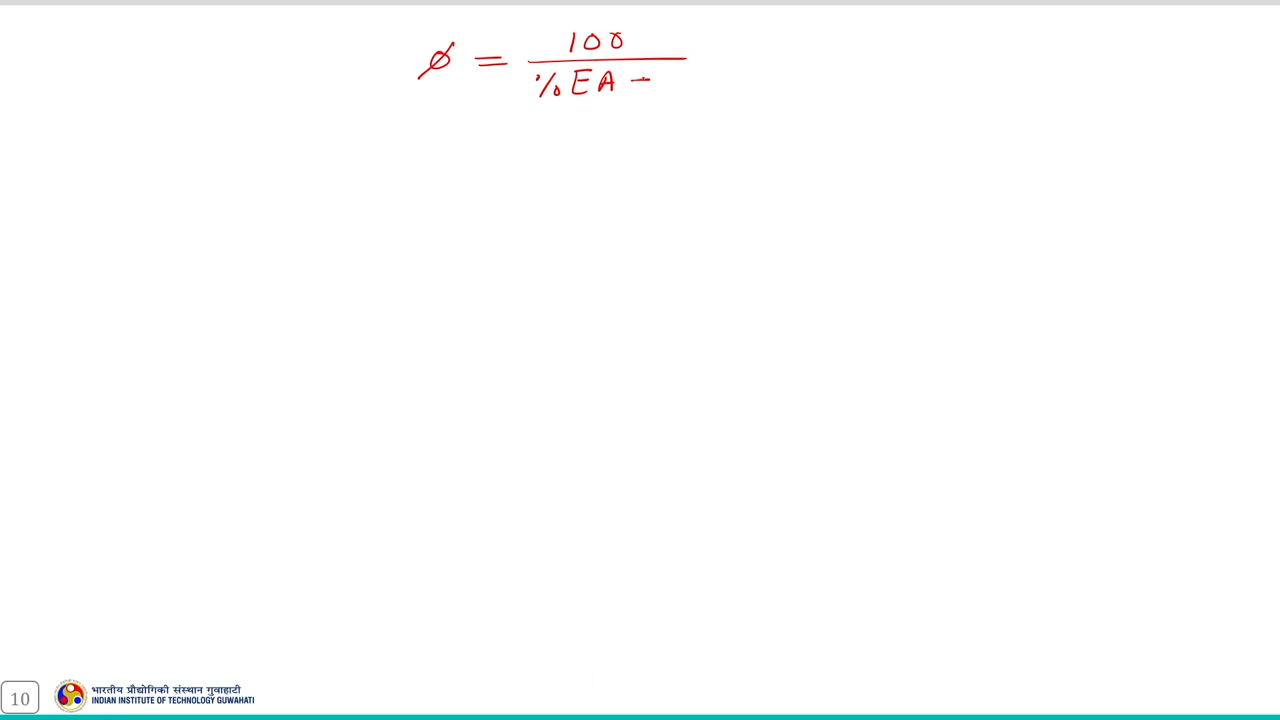 ϕ = 100
%EA -
10
भारतीय प्रौद्योगिकी संस्थान गुवाहाटी
INDIAN INSTITUTE OF TECHNOLOGY GUWAHATI